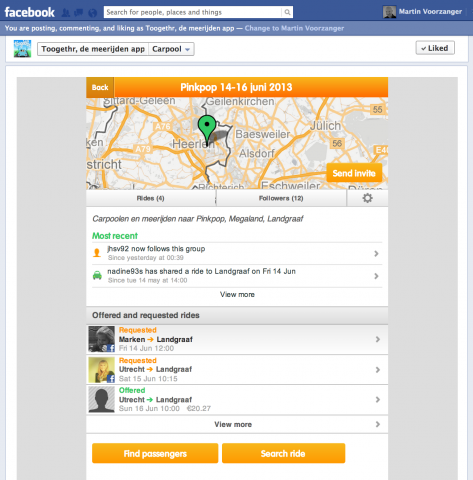 facebook
Search for people, places and things
Martin Voorzanger
You are posting, commenting, and liking as Toogethr, de meerijden app — Change to Martin Voorzanger
Toogethr, de meerijden app Carpool
Liked
Back
Pinkpop 14-16 juni 2013
Sittard-Geleen
Geilenkirchen
55
A76
Baesweiler
Jülich
Heerlen
Alsdorf
A79
stricht
Eschweiler
Richterich
Send invite
Rides (4)
Followers (12)
Carpoolen en meerijden naar Pinkpop, Megaland, Landgraaf
Most recent
jhsv92 now follows this group
Since yesterday at 00:39
nadine93s has shared a ride to Landgraaf on Fri 14 Jun
Since tue 14 may at 14:00
View more
Offered and requested rides
Requested
Marken → Landgraaf
Fri 14 Jun 12:00
Requested
Utrecht → Landgraaf
Sat 15 Jun 10:15
Offered
Utrecht → Landgraaf
Sun 16 Jun 10:00 €20.27
View more
Find passengers
Search ride